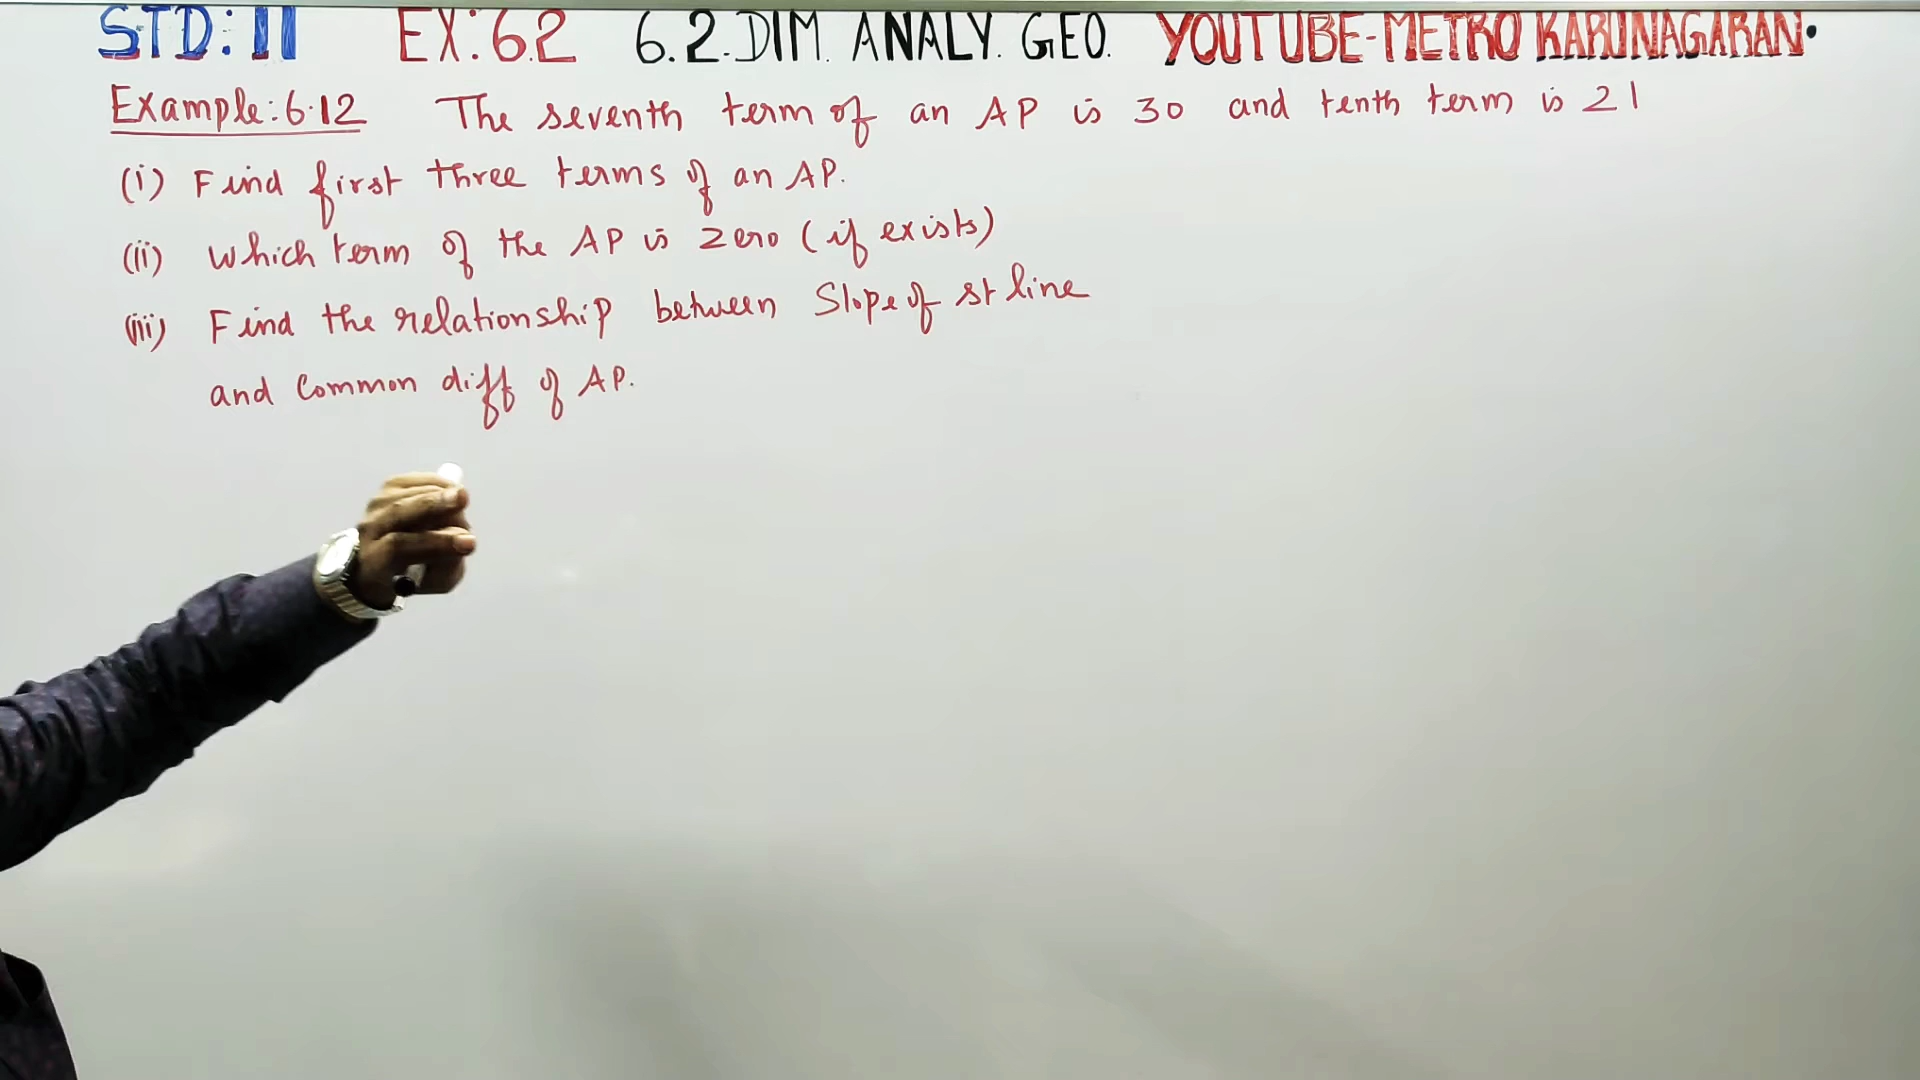 STD: 11 EX: 6.2 6. 2.DIM. ANALY. GEO. YOUTUBE-METRO KARUNAGARAN.
Example: 6.12 The seventh term of an AP is 30 and tenth term is 21
(i) Find first three terms of an AP.
(ii) Which term of the AP is zero (if exists)
(iii) Find the relationship between Slope of st line
and Common diff of AP.